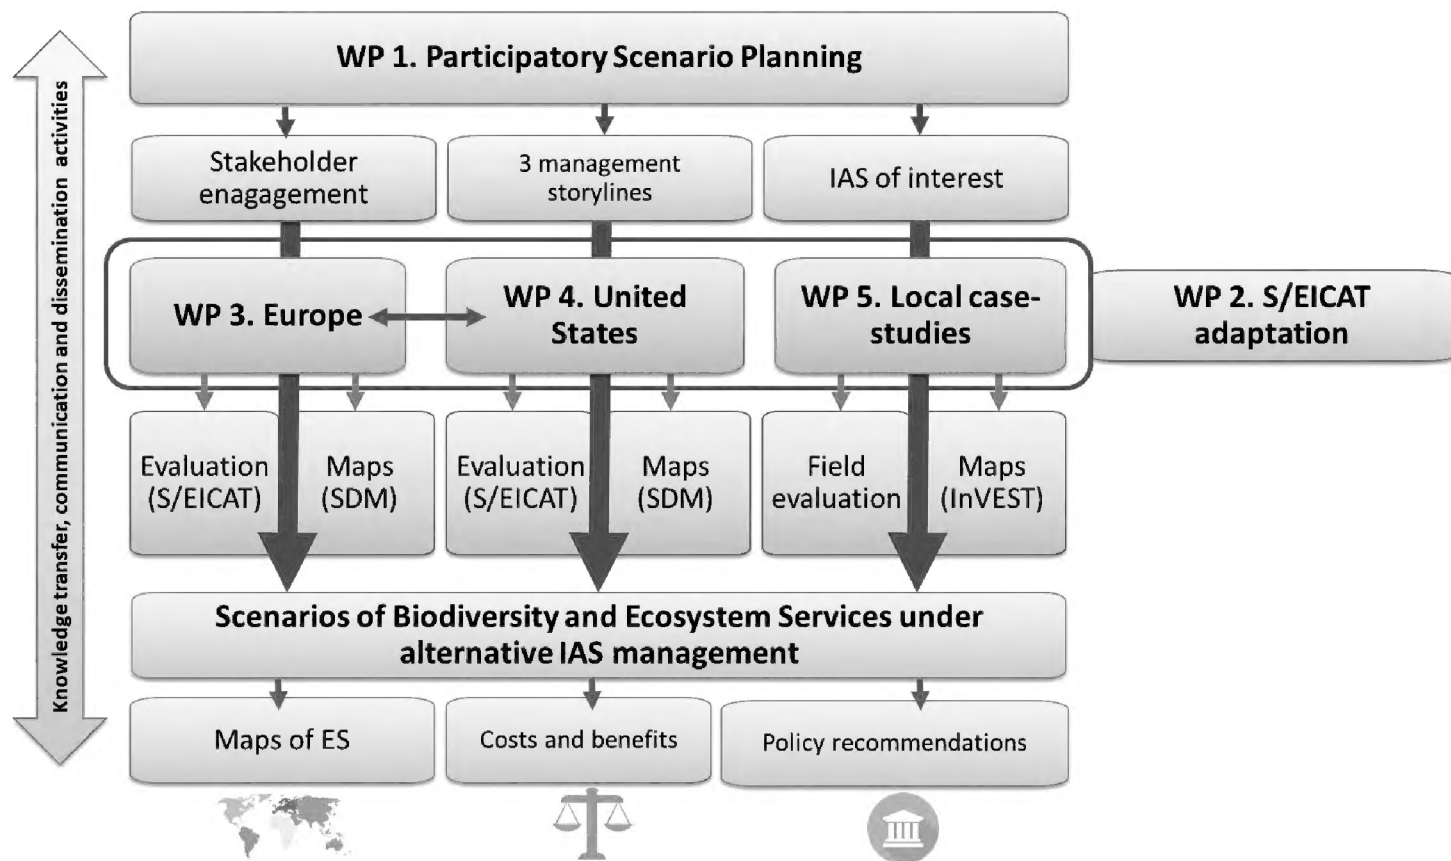 WP 1. Participatory Scenario Planning
Knowledge transfer, communication and dissemination activities
Stakeholder
enagagement
3 management
storylines
IAS of interest
WP 3. Europe
WP 4. United
States
WP 5. Local case-
studies
WP 2. S/EICAT
adaptation
Evaluation
(S/EICAT)
Maps
(SDM)
Evaluation
(S/EICAT)
Maps
(SDM)
Field
evaluation
Maps
(InVEST)
Scenarios of Biodiversity and Ecosystem Services under
alternative IAS management
Maps of ES
Costs and benefits
Policy recommendations